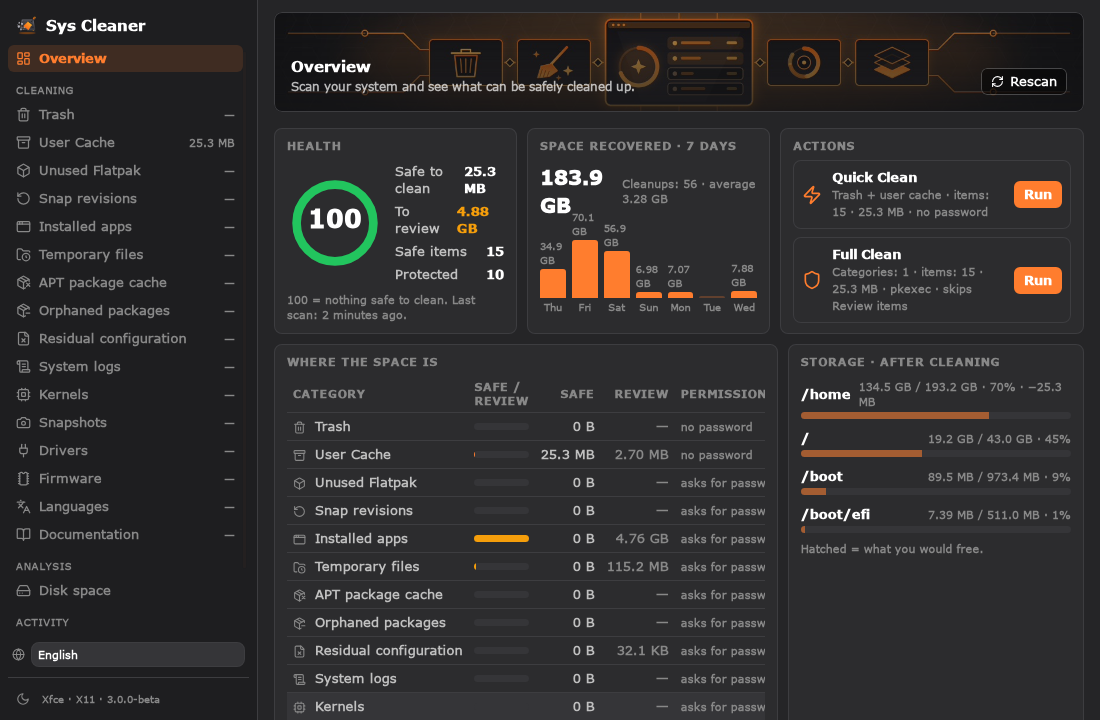 Sys Cleaner
Overview
CLEANING
Trash —
User Cache 25.3 MB
Unused Flatpak —
Snap revisions —
Installed apps —
Temporary files —
APT package cache —
Orphaned packages —
Residual configuration —
System logs —
Kernels —
Snapshots —
Drivers —
Firmware —
Languages —
Documentation —
ANALYSIS
Disk space
ACTIVITY
English
Xfce · X11 · 3.0.0-beta
Overview
Scan your system and see what can be safely cleaned up.
Rescan
HEALTH
100
Safe to clean 25.3 MB
To review 4.88 GB
Safe items 15
Protected 10
100 = nothing safe to clean. Last
scan: 2 minutes ago.
SPACE RECOVERED · 7 DAYS
183.9 GB
Cleanups: 56 · average
3.28 GB
34.9 GB
70.1 GB
56.9 GB
6.98 GB
7.07 GB
7.88 GB
Thu Fri Sat Sun Mon Tue Wed
ACTIONS
Quick Clean
Trash + user cache · items:
15 · 25.3 MB · no password
Run
Full Clean
Categories: 1 · items: 15 ·
25.3 MB · pkexec · skips
Review items
Run
WHERE THE SPACE IS
CATEGORY SAFE / REVIEW SAFE REVIEW PERMISSION
Trash 0 B — no password
User Cache 25.3 MB 2.70 MB no password
Unused Flatpak 0 B — asks for passw
Snap revisions 0 B — asks for passw
Installed apps 0 B 4.76 GB asks for passw
Temporary files 0 B 115.2 MB asks for passw
APT package cache 0 B — asks for passw
Orphaned packages 0 B — asks for passw
Residual configuration 0 B 32.1 KB asks for passw
System logs 0 B — asks for passw
Kernels 0 B — asks for passw
STORAGE · AFTER CLEANING
/home 134.5 GB / 193.2 GB · 70% · −25.3
MB
/ 19.2 GB / 43.0 GB · 45%
/boot 89.5 MB / 973.4 MB · 9%
/boot/efi 7.39 MB / 511.0 MB · 1%
Hatched = what you would free.